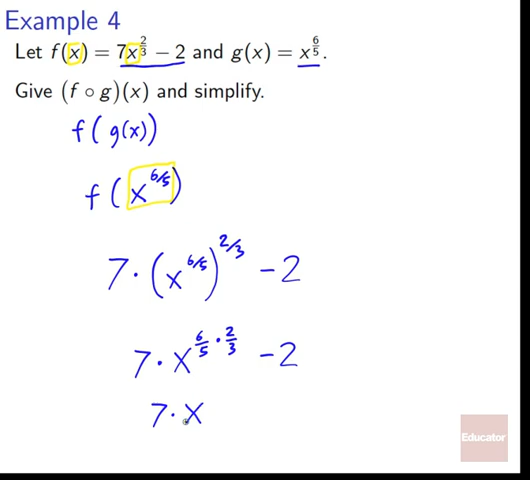 Example 4
Let f(x) = 7x^{2/3} − 2 and g(x) = x^{6/5}.
Give (f ∘ g)(x) and simplify.
f(g(x))
f(x^{6/5})
7 · (x^{6/5})^{2/3} − 2
7 · x^{6/5 · 2/3} − 2
7 · x
Educator